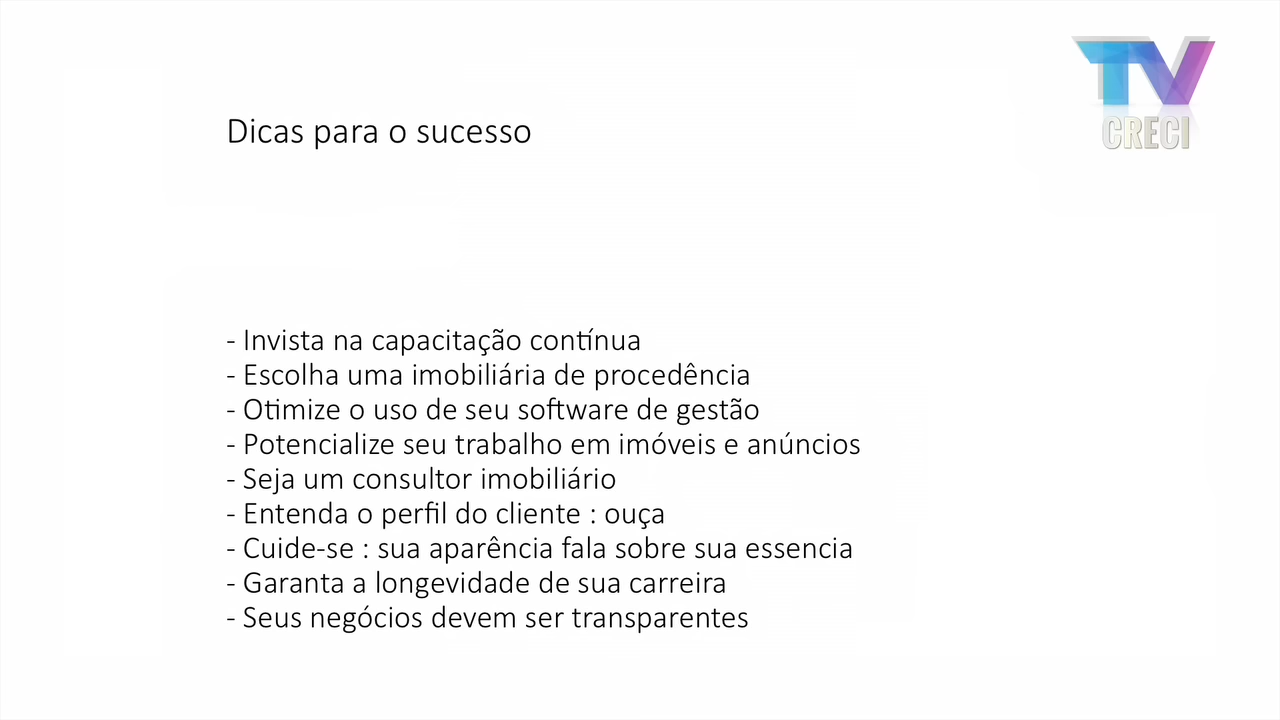 TV
CRECI
Dicas para o sucesso
- Invista na capacitação contínua
- Escolha uma imobiliária de procedência
- Otimize o uso de seu software de gestão
- Potencialize seu trabalho em imóveis e anúncios
- Seja um consultor imobiliário
- Entenda o perfil do cliente : ouça
- Cuide-se : sua aparência fala sobre sua essencia
- Garanta a longevidade de sua carreira
- Seus negócios devem ser transparentes